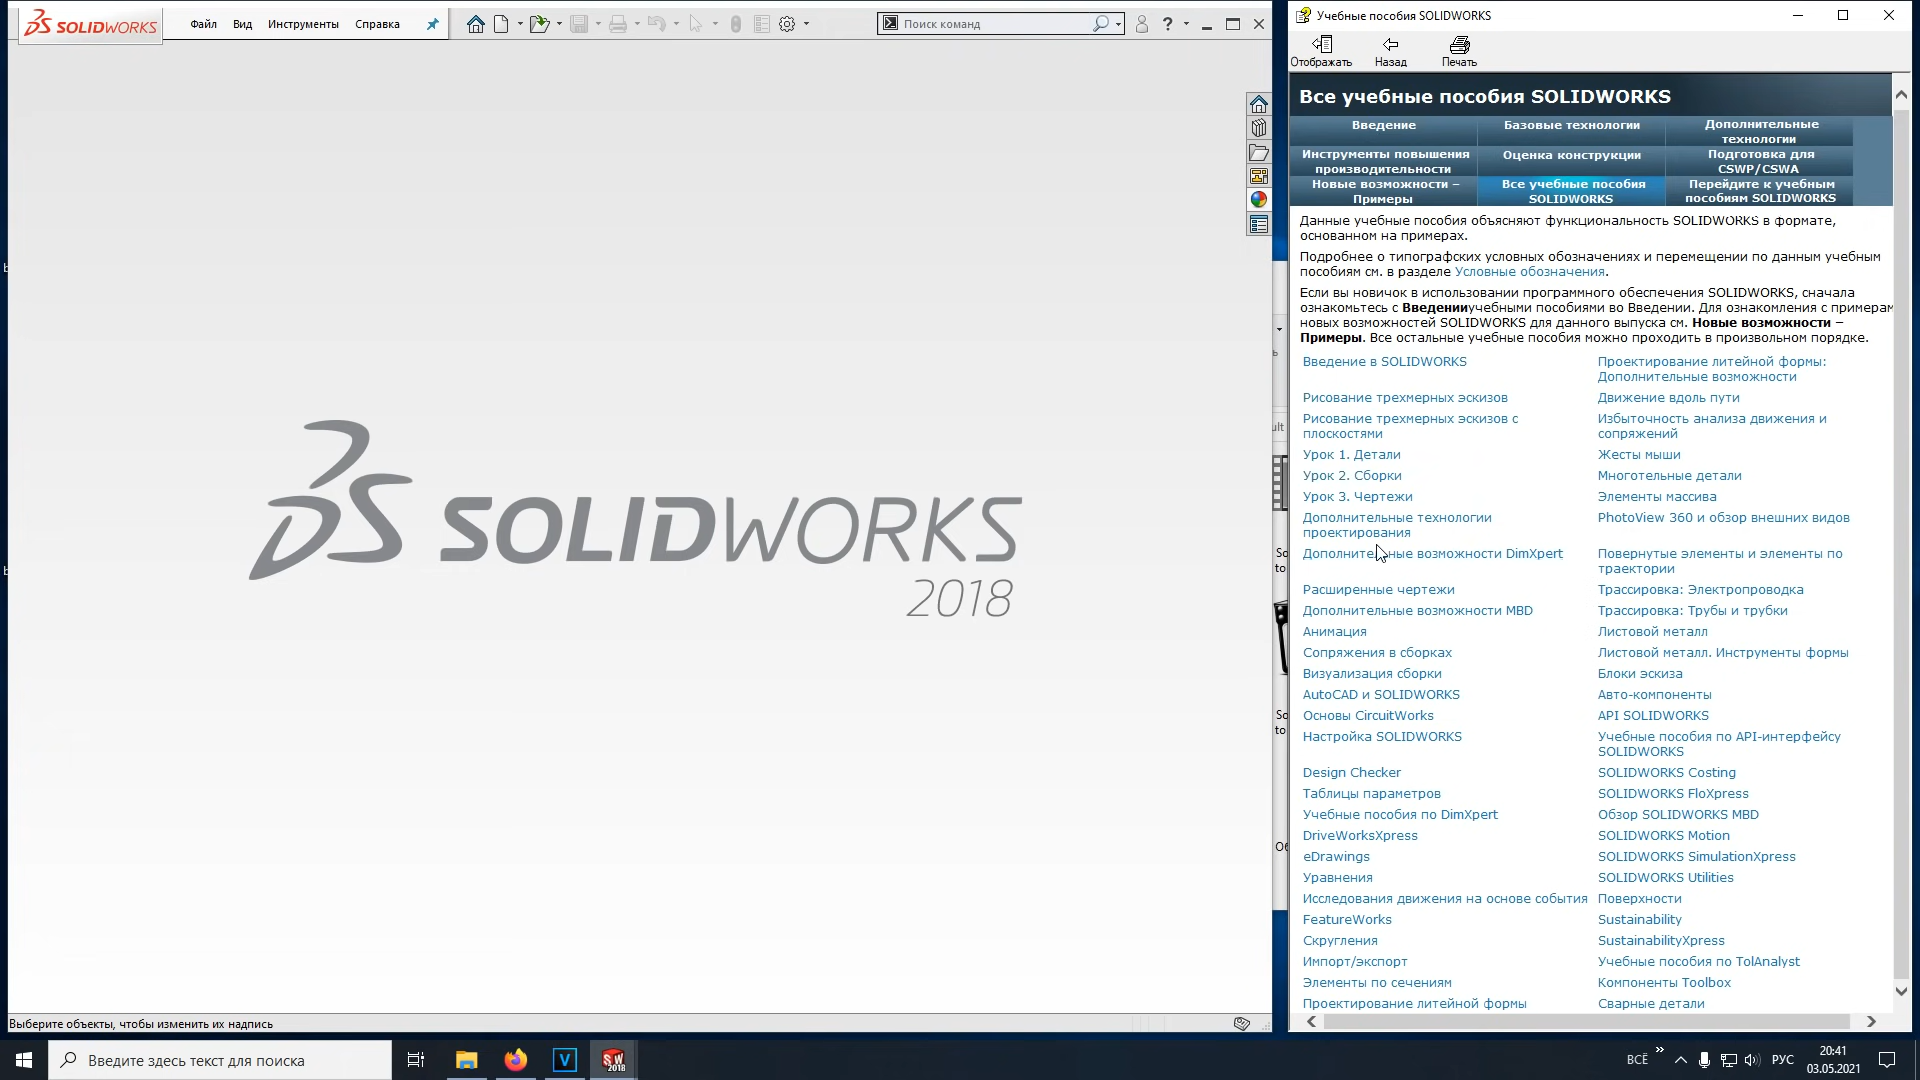 SOLIDWORKS
Файл
Вид
Инструменты
Справка
Поиск команд
SOLIDWORKS
2018
Выберите объекты, чтобы изменить их надпись
Учебные пособия SOLIDWORKS
Отображать
Назад
Печать
Все учебные пособия SOLIDWORKS
Введение
Базовые технологии
Дополнительные
технологии
Инструменты повышения
производительности
Оценка конструкции
Подготовка для
CSWP/CSWA
Новые возможности –
Примеры
Все учебные пособия
SOLIDWORKS
Перейдите к учебным
пособиям SOLIDWORKS
Данные учебные пособия объясняют функциональность SOLIDWORKS в формате,
основанном на примерах.
Подробнее о типографских условных обозначениях и перемещении по данным учебным
пособиям см. в разделе Условные обозначения.
Если вы новичок в использовании программного обеспечения SOLIDWORKS, сначала
ознакомьтесь с Введенииучебными пособиями во Введении. Для ознакомления с примерам
новых возможностей SOLIDWORKS для данного выпуска см. Новые возможности –
Примеры. Все остальные учебные пособия можно проходить в произвольном порядке.
Введение в SOLIDWORKS
Рисование трехмерных эскизов
Рисование трехмерных эскизов с
плоскостями
Урок 1. Детали
Урок 2. Сборки
Урок 3. Чертежи
Дополнительные технологии
проектирования
Дополнительные возможности DimXpert
Расширенные чертежи
Дополнительные возможности MBD
Анимация
Сопряжения в сборках
Визуализация сборки
AutoCAD и SOLIDWORKS
Основы CircuitWorks
Настройка SOLIDWORKS
Design Checker
Таблицы параметров
Учебные пособия по DimXpert
DriveWorksXpress
eDrawings
Уравнения
Исследования движения на основе события
FeatureWorks
Скругления
Импорт/экспорт
Элементы по сечениям
Проектирование литейной формы
Проектирование литейной формы:
Дополнительные возможности
Движение вдоль пути
Избыточность анализа движения и
сопряжений
Жесты мыши
Многотельные детали
Элементы массива
PhotoView 360 и обзор внешних видов
Повернутые элементы и элементы по
траектории
Трассировка: Электропроводка
Трассировка: Трубы и трубки
Листовой металл
Листовой металл. Инструменты формы
Блоки эскиза
Авто-компоненты
API SOLIDWORKS
Учебные пособия по API-интерфейсу
SOLIDWORKS
SOLIDWORKS Costing
SOLIDWORKS FloXpress
Обзор SOLIDWORKS MBD
SOLIDWORKS Motion
SOLIDWORKS SimulationXpress
SOLIDWORKS Utilities
Поверхности
Sustainability
SustainabilityXpress
Учебные пособия по TolAnalyst
Компоненты Toolbox
Сварные детали
Введите здесь текст для поиска
V
SW
2018
ВСЁ
РУС
20:41
03.05.2021